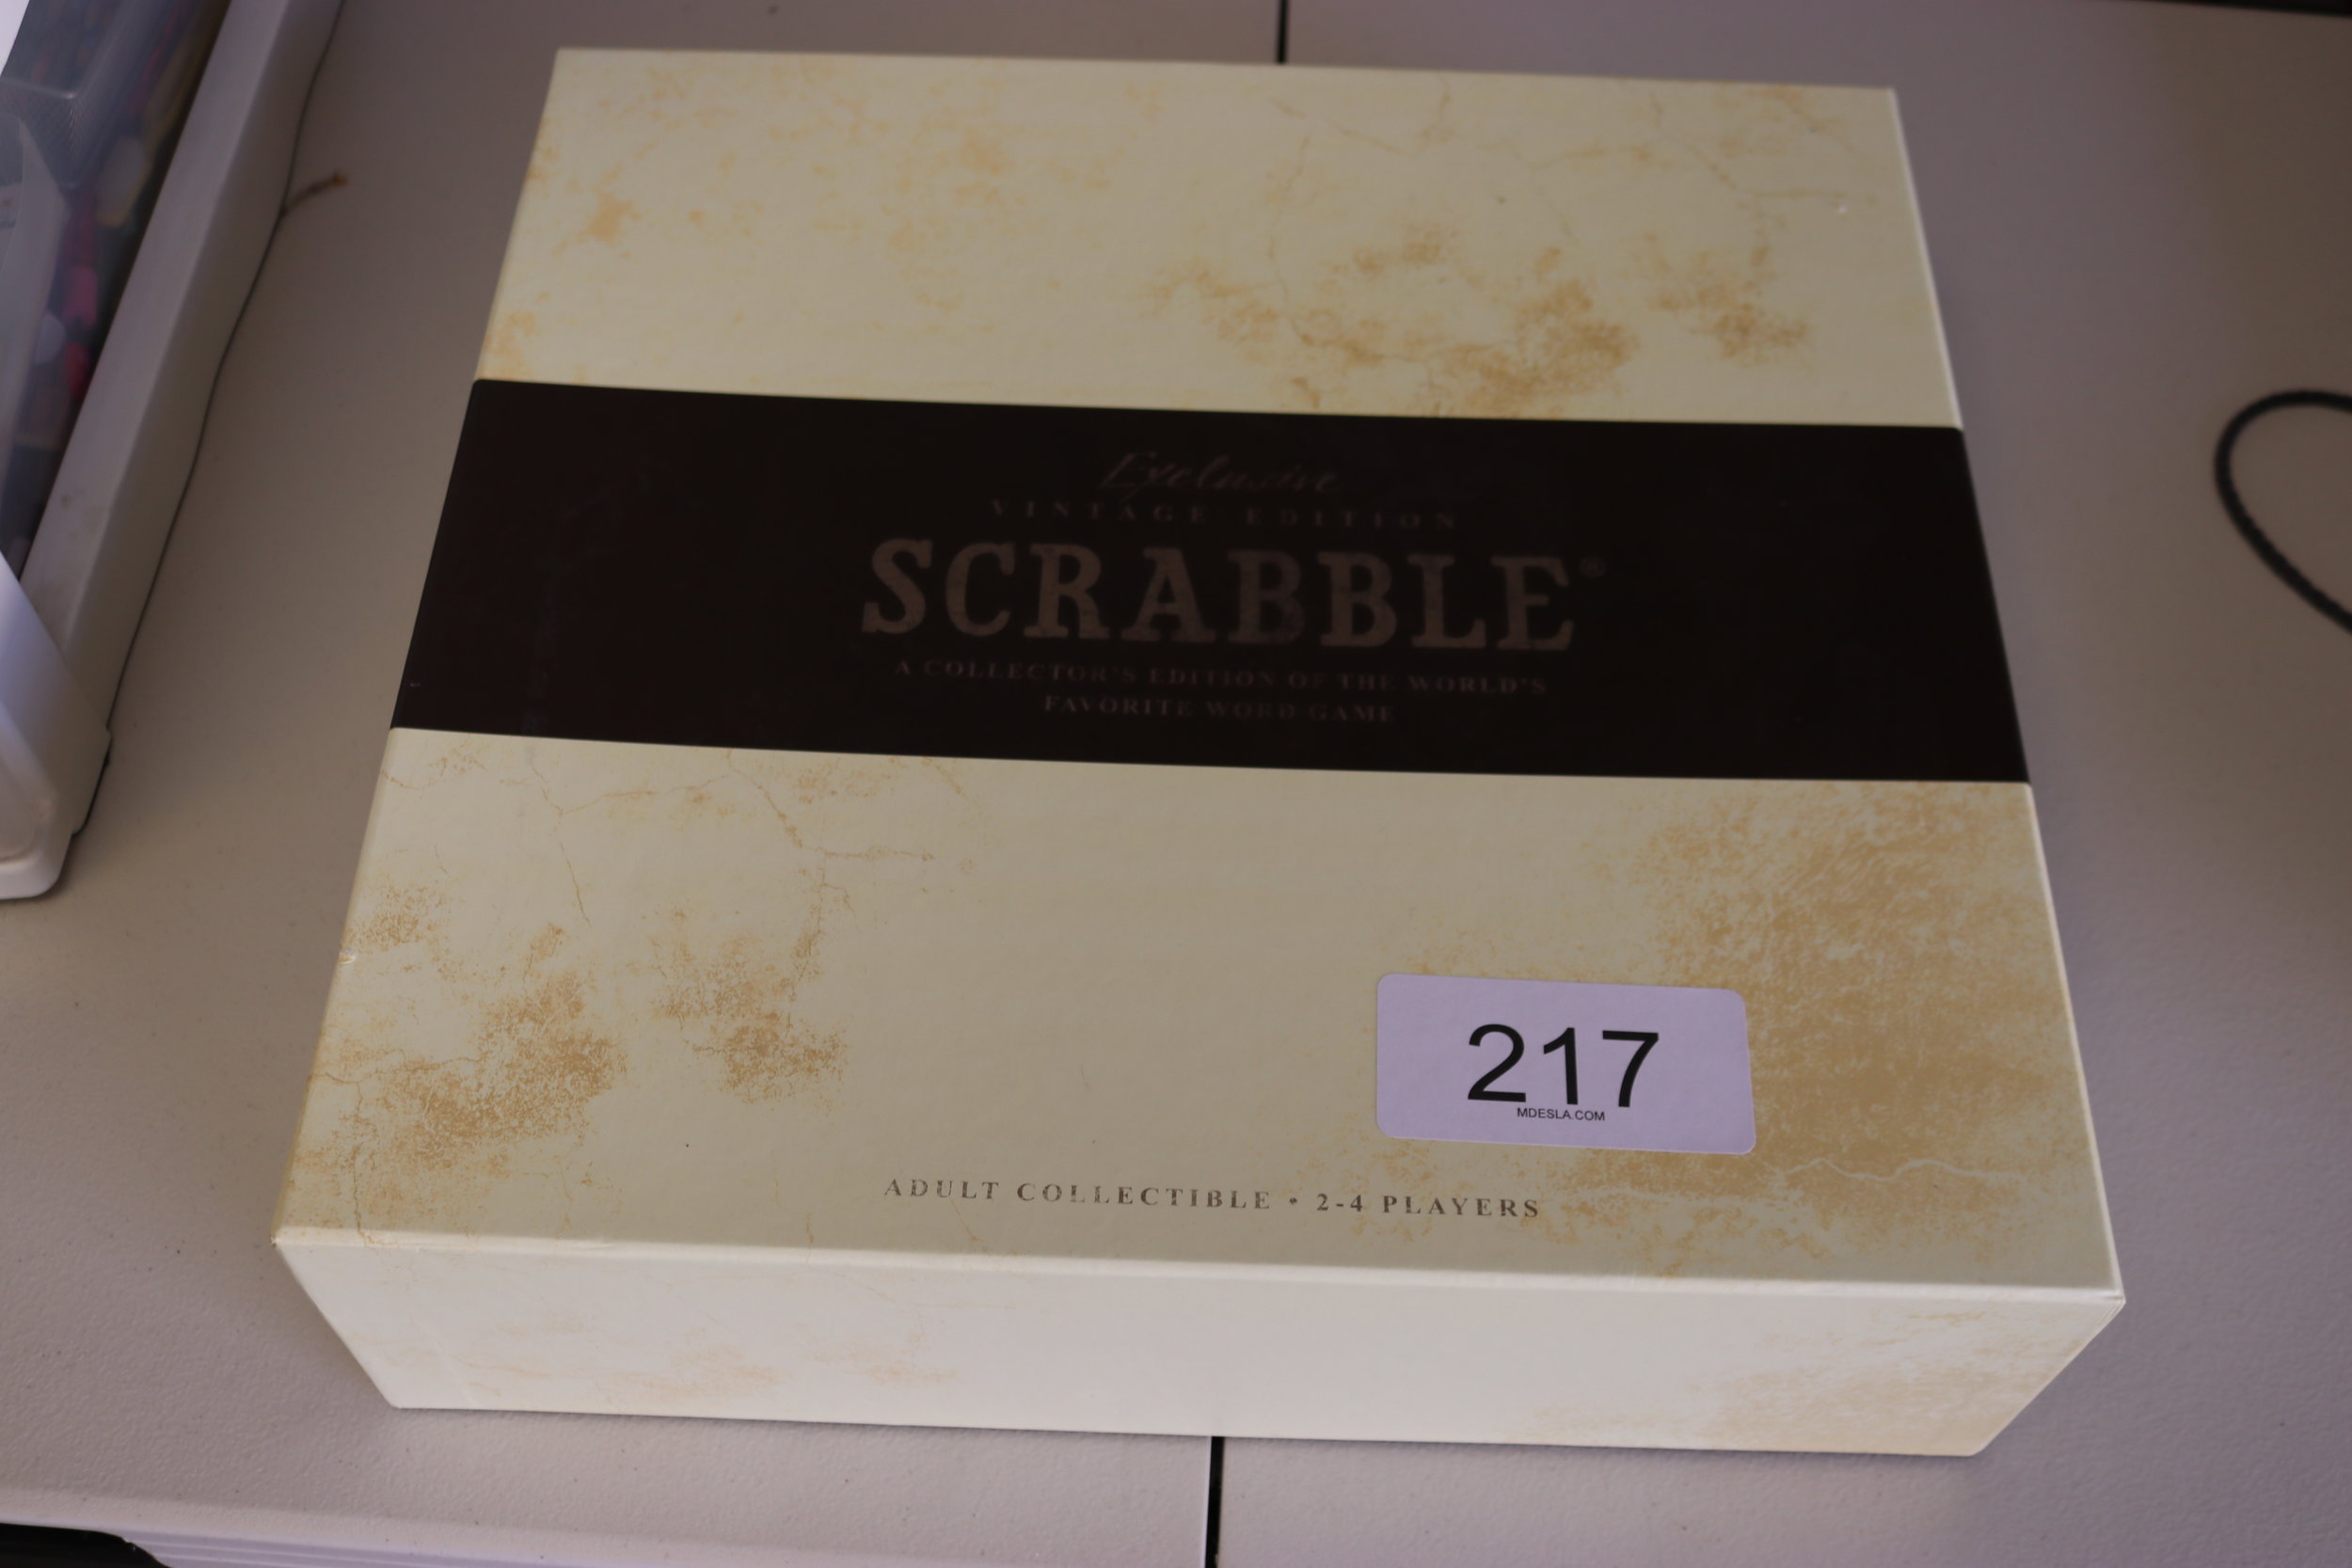 Exclusive
VINTAGE EDITION
SCRABBLE®
A COLLECTOR'S EDITION OF THE WORLD'S
FAVORITE WORD GAME
217
MDESLA.COM
ADULT COLLECTIBLE • 2-4 PLAYERS